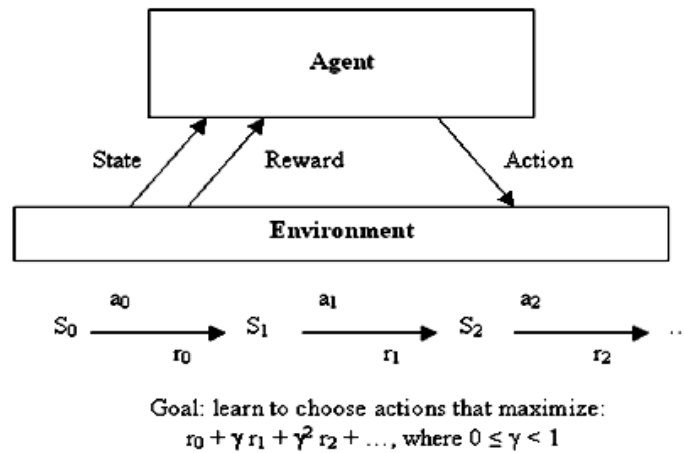 Agent
State Reward Action
Environment
a₀ a₁ a₂
S₀ S₁ S₂ ..
r₀ r₁ r₂
Goal: learn to choose actions that maximize:
r₀ + γ r₁ + γ² r₂ + ..., where 0 ≤ γ < 1